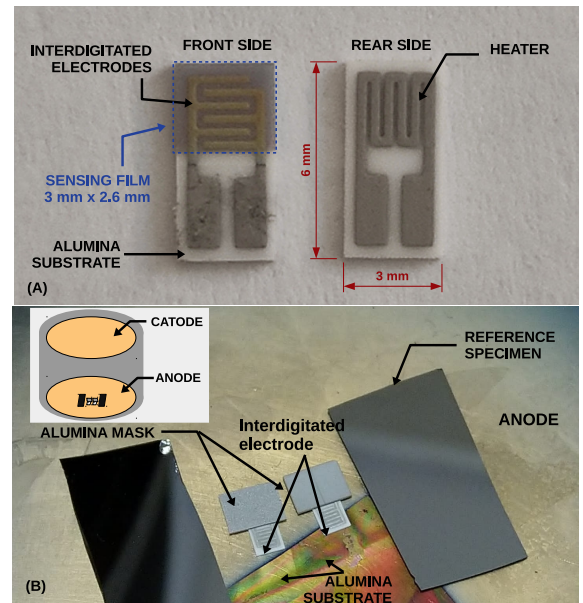 FRONT SIDE
REAR SIDE
INTERDIGITATED
ELECTRODES
HEATER
SENSING FILM
3 mm x 2.6 mm
6 mm
ALUMINA
SUBSTRATE
3 mm
(A)
CATODE
ANODE
REFERENCE
SPECIMEN
ANODE
ALUMINA MASK
Interdigitated
electrode
ALUMINA
SUBSTRATE
(B)